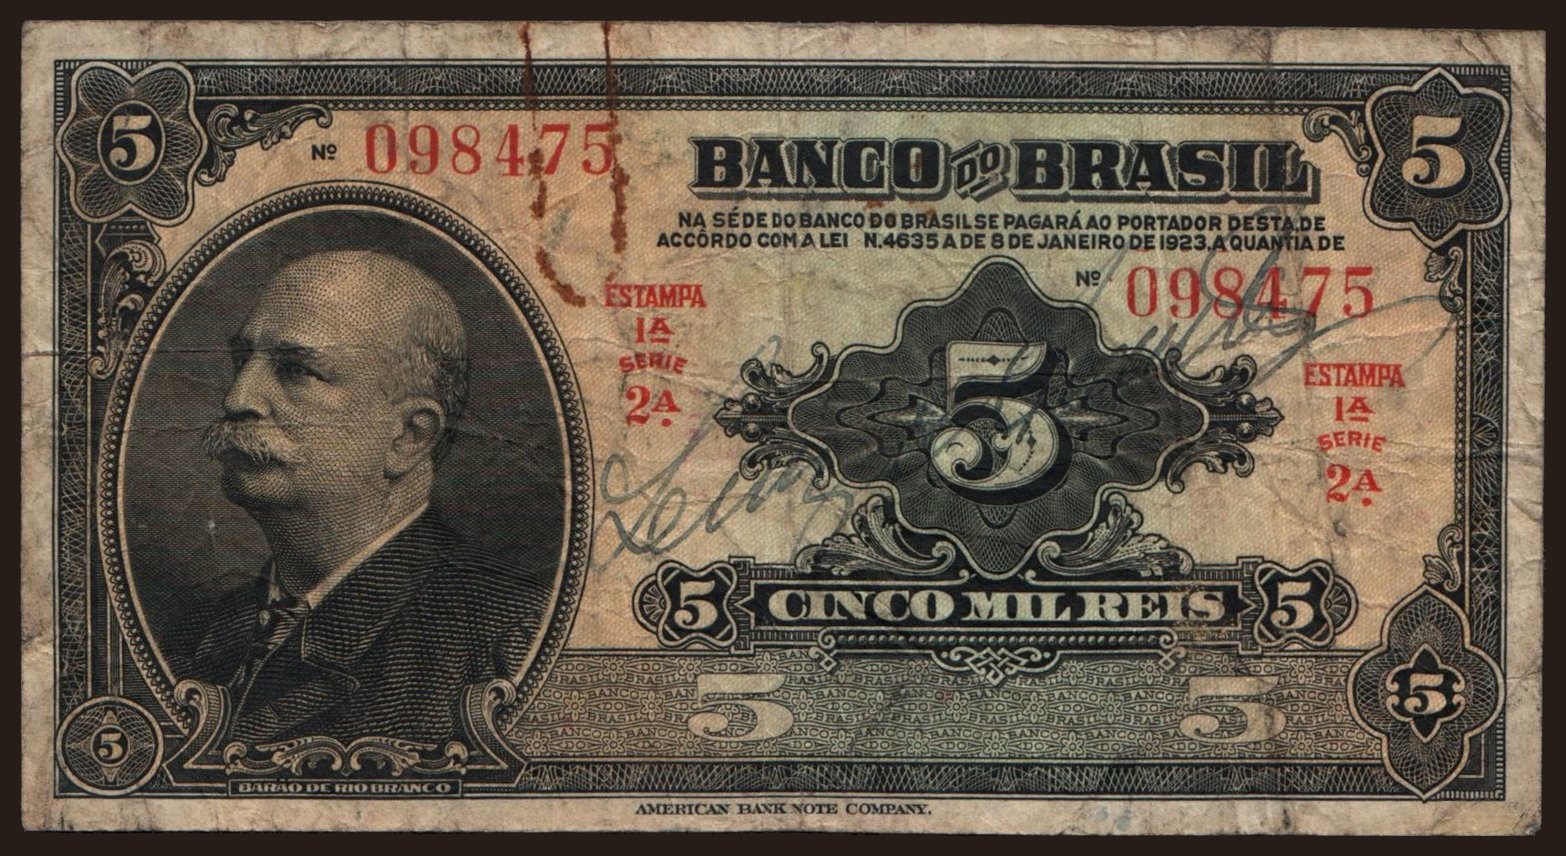 5
Nº 098475
BANCO DO BRASIL
5
NA SÉDE DO BANCO DO BRASIL SE PAGARÁ AO PORTADOR DESTA, DE
ACCÔRDO COM A LEI N. 4635 A DE 8 DE JANEIRO DE 1923, A QUANTIA DE
Nº 098475
ESTAMPA
1A
SERIE
2A.
5
ESTAMPA
1A
SERIE
2A.
5 CINCO MIL REIS 5
5 5
5
5
BARÃO DE RIO BRANCO
AMERICAN BANK NOTE COMPANY.